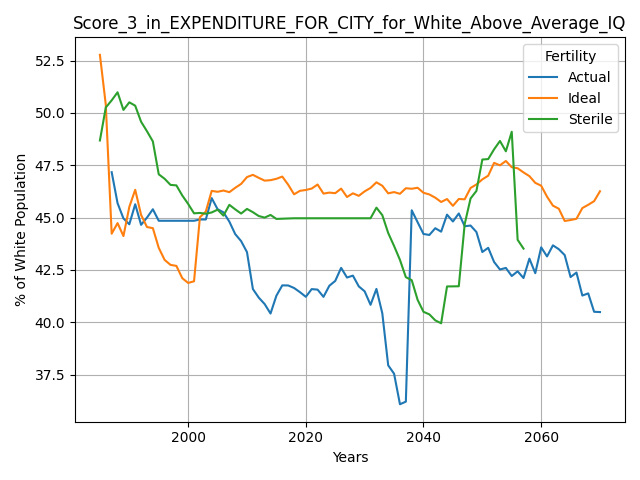 Score_3_in_EXPENDITURE_FOR_CITY_for_White_Above_Average_IQ
% of White Population
52.5
50.0
47.5
45.0
42.5
40.0
37.5
Fertility
Actual
Ideal
Sterile
2000
2020
2040
2060
Years